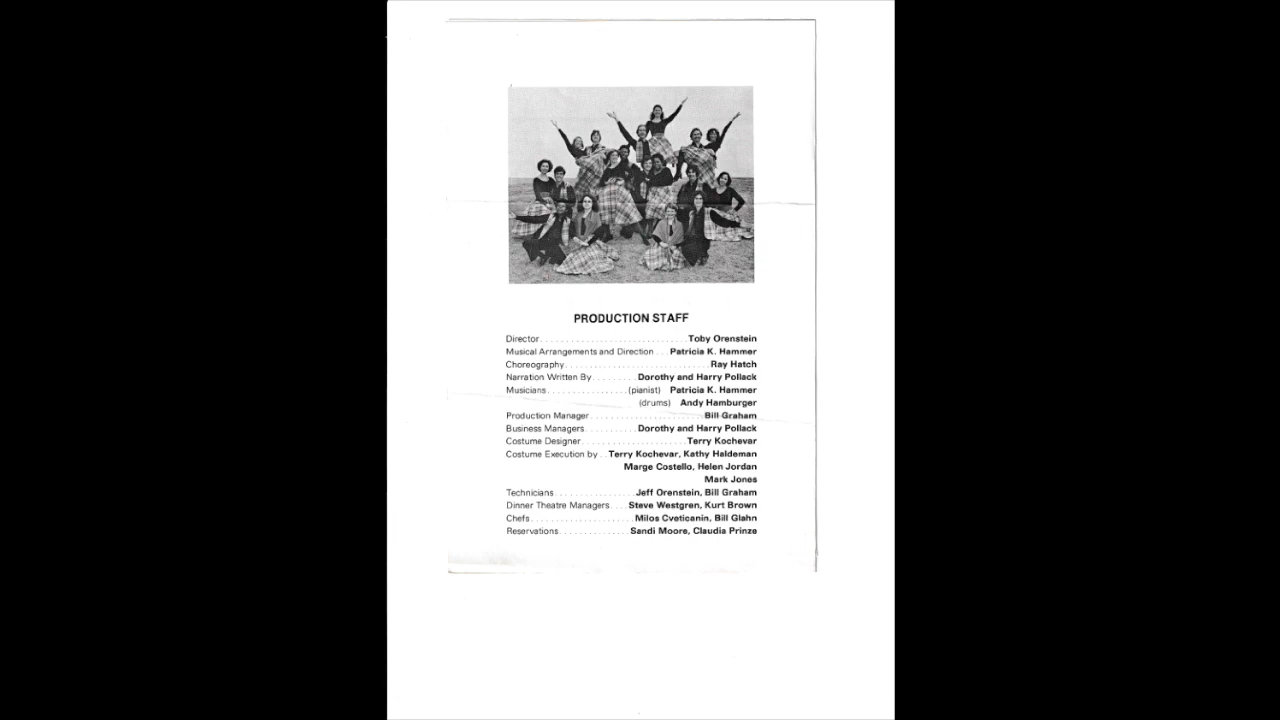 PRODUCTION STAFF
Director. . . . . . . . . . . . . . . . . . . . . . . . . . . . . Toby Orenstein
Musical Arrangements and Direction . . . Patricia K. Hammer
Choreography. . . . . . . . . . . . . . . . . . . . . . . . . . . . Ray Hatch
Narration Written By . . . . . . . . . Dorothy and Harry Pollack
Musicians. . . . . . . . . . . . . . . . (pianist) Patricia K. Hammer
(drums) Andy Hamburger
Production Manager . . . . . . . . . . . . . . . . . . . . . . Bill Graham
Business Managers. . . . . . . . . . Dorothy and Harry Pollack
Costume Designer . . . . . . . . . . . . . . . . . . . . Terry Kochevar
Costume Execution by . . Terry Kochevar, Kathy Haldeman
Marge Costello, Helen Jordan
Mark Jones
Technicians. . . . . . . . . . . . . . . . Jeff Orenstein, Bill Graham
Dinner Theatre Managers. . . . Steve Westgren, Kurt Brown
Chefs. . . . . . . . . . . . . . . . . . . . Milos Cveticanin, Bill Glahn
Reservations. . . . . . . . . . . . . . Sandi Moore, Claudia Prinze